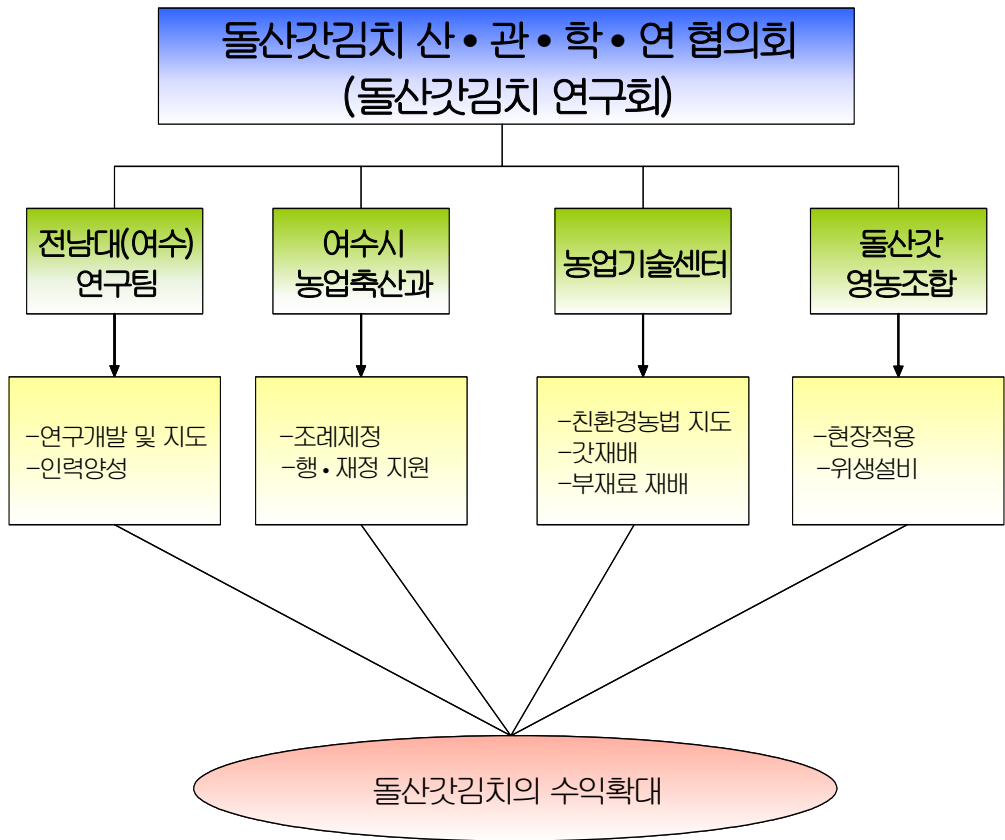 돌산갓김치 산•관•학•연 협의회
(돌산갓김치 연구회)
전남대(여수)
연구팀
여수시
농업축산과
농업기술센터
돌산갓
영농조합
-연구개발 및 지도
-인력양성
-조례제정
-행•재정 지원
-친환경농법 지도
-갓재배
-부재료 재배
-현장적용
-위생설비
돌산갓김치의 수익확대